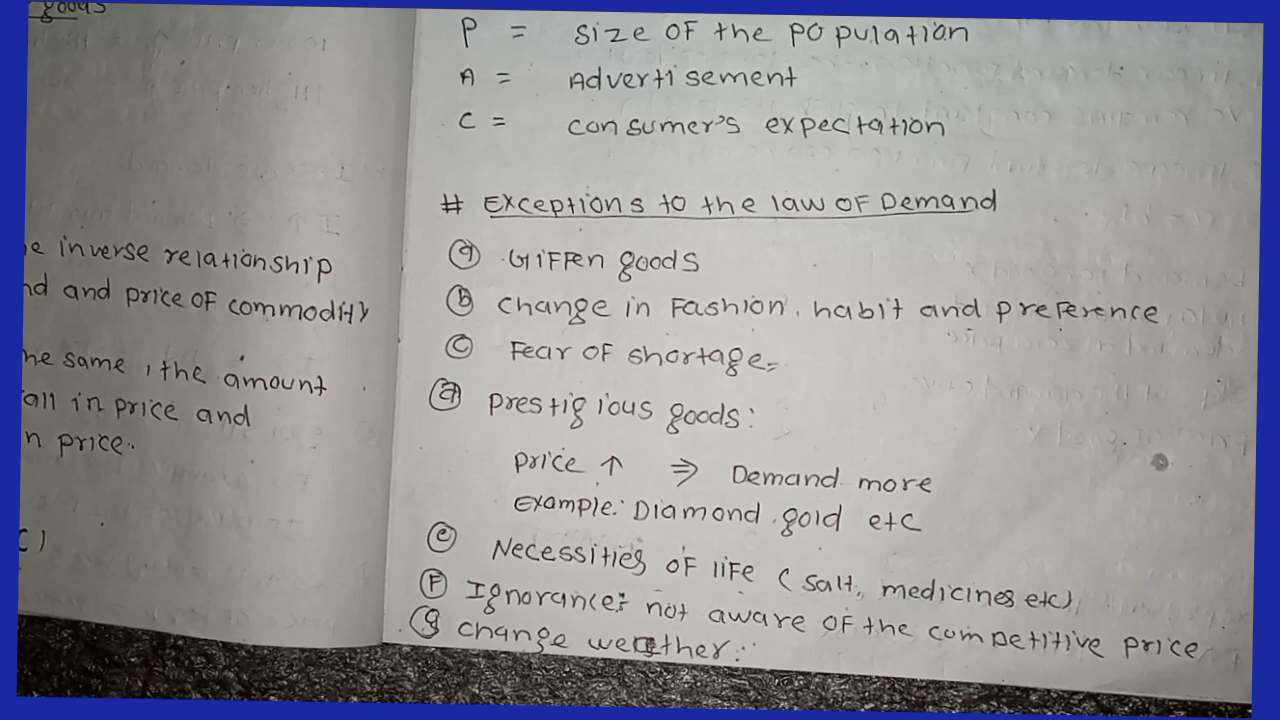 goods
e inverse relationship
nd and price of commodity
he same, the amount
all in price and
n price.
C)
P = size of the population
A = Advertisement
C = consumer's expectation
# Exceptions to the law of Demand
(a) Giffen goods
(b) change in Fashion, habit and preference
(c) Fear of shortage
(d) prestigious goods:
price ↑ ⇒ Demand more
Example: Diamond, gold etc
(e) Necessities of life (salt, medicines etc)
(F) Ignorance: not aware of the competitive price
(g) change weather: